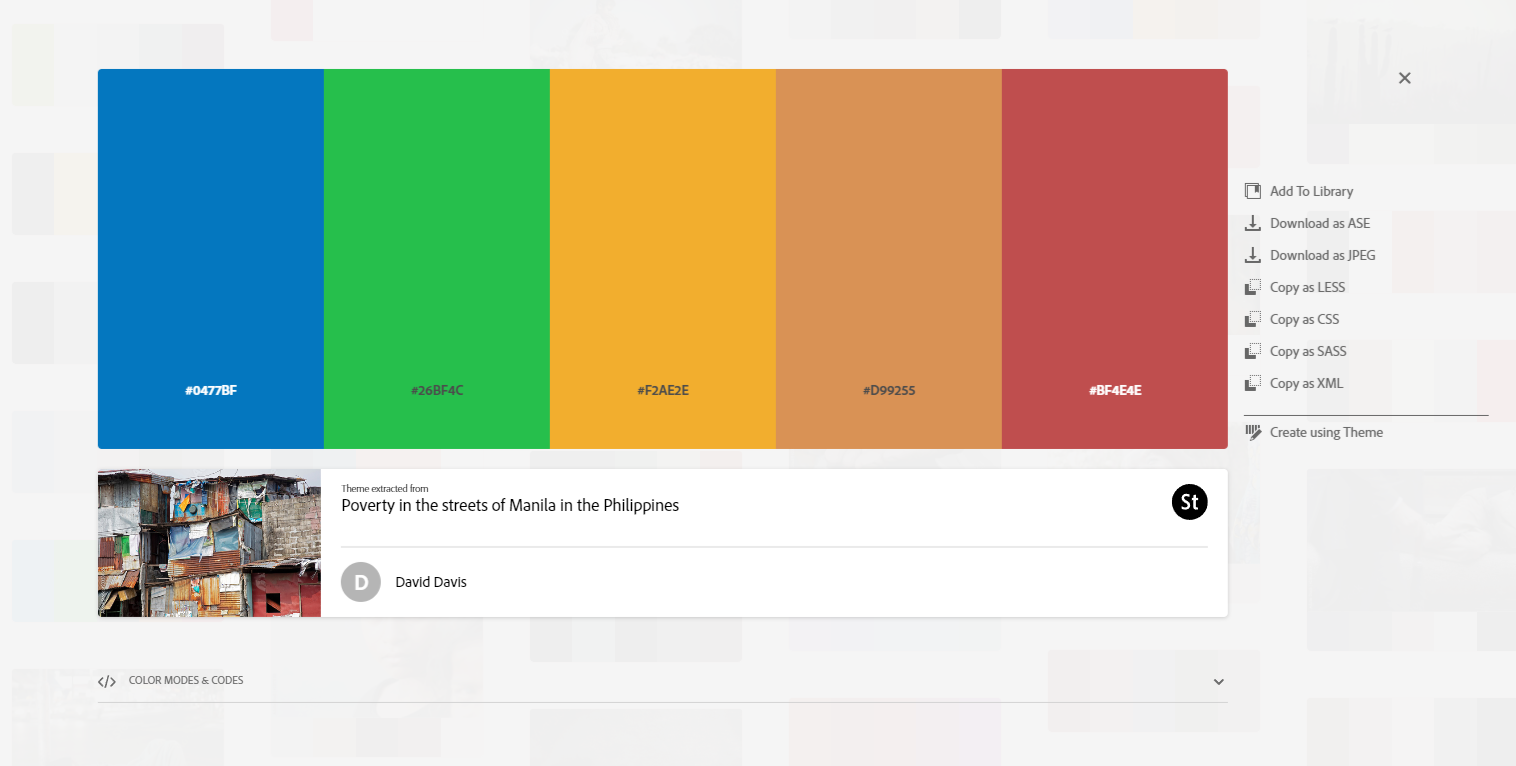 #0477BF
#26BF4C
#F2AE2E
#D99255
#BF4E4E
Add To Library
Download as ASE
Download as JPEG
Copy as LESS
Copy as CSS
Copy as SASS
Copy as XML
Create using Theme
Theme extracted from
Poverty in the streets of Manila in the Philippines
St
D
David Davis
</> COLOR MODES & CODES